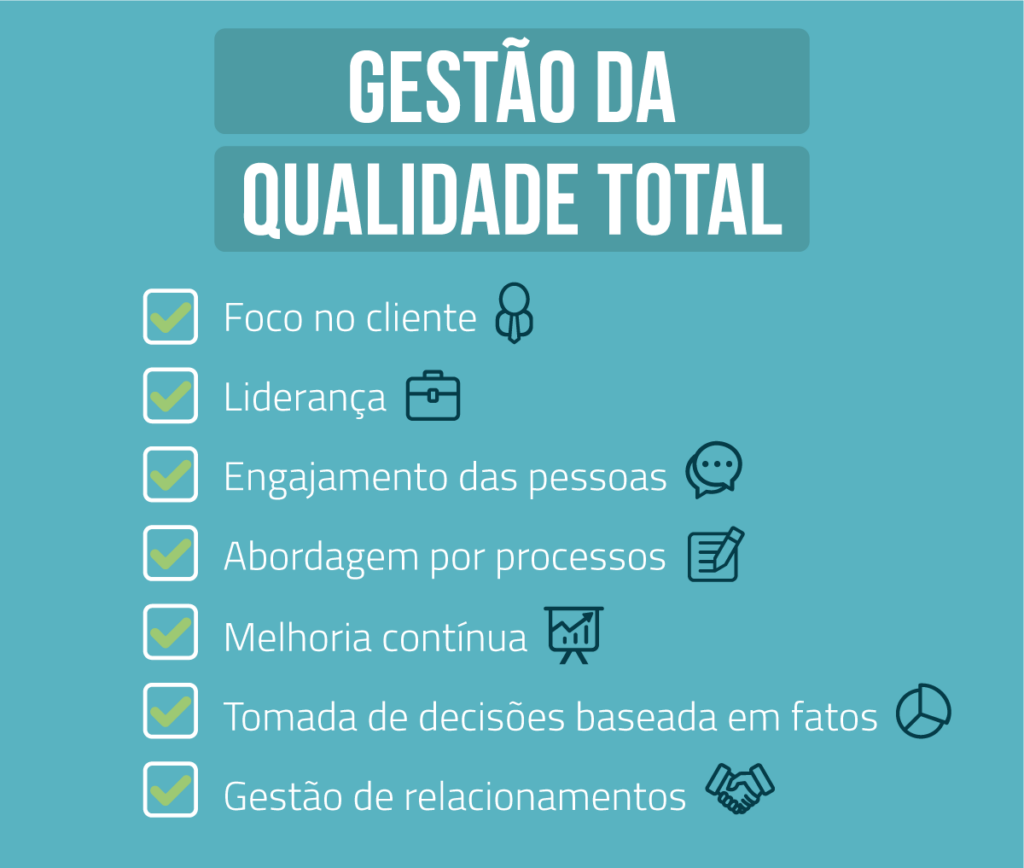 GESTÃO DA
QUALIDADE TOTAL
Foco no cliente
Liderança
Engajamento das pessoas
Abordagem por processos
Melhoria contínua
Tomada de decisões baseada em fatos
Gestão de relacionamentos